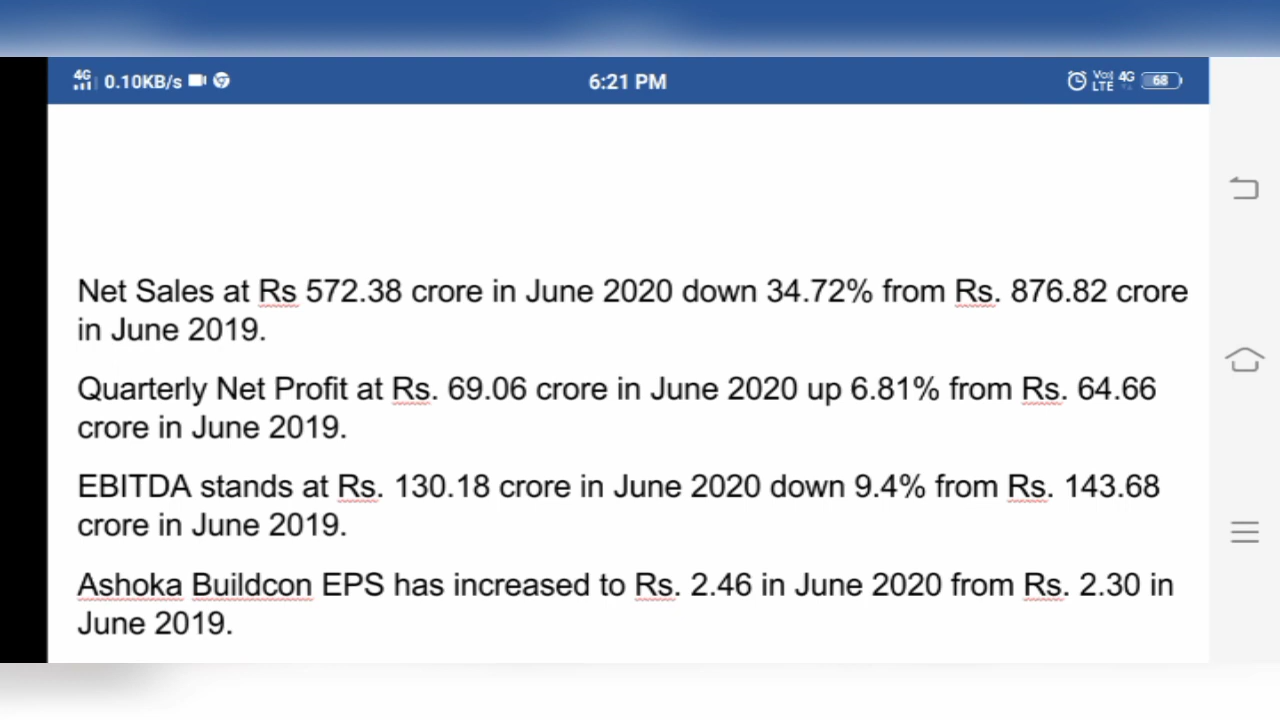 4G 0.10KB/s 6:21 PM Vo) LTE 4G 68
Net Sales at Rs 572.38 crore in June 2020 down 34.72% from Rs. 876.82 crore
in June 2019.
Quarterly Net Profit at Rs. 69.06 crore in June 2020 up 6.81% from Rs. 64.66
crore in June 2019.
EBITDA stands at Rs. 130.18 crore in June 2020 down 9.4% from Rs. 143.68
crore in June 2019.
Ashoka Buildcon EPS has increased to Rs. 2.46 in June 2020 from Rs. 2.30 in
June 2019.